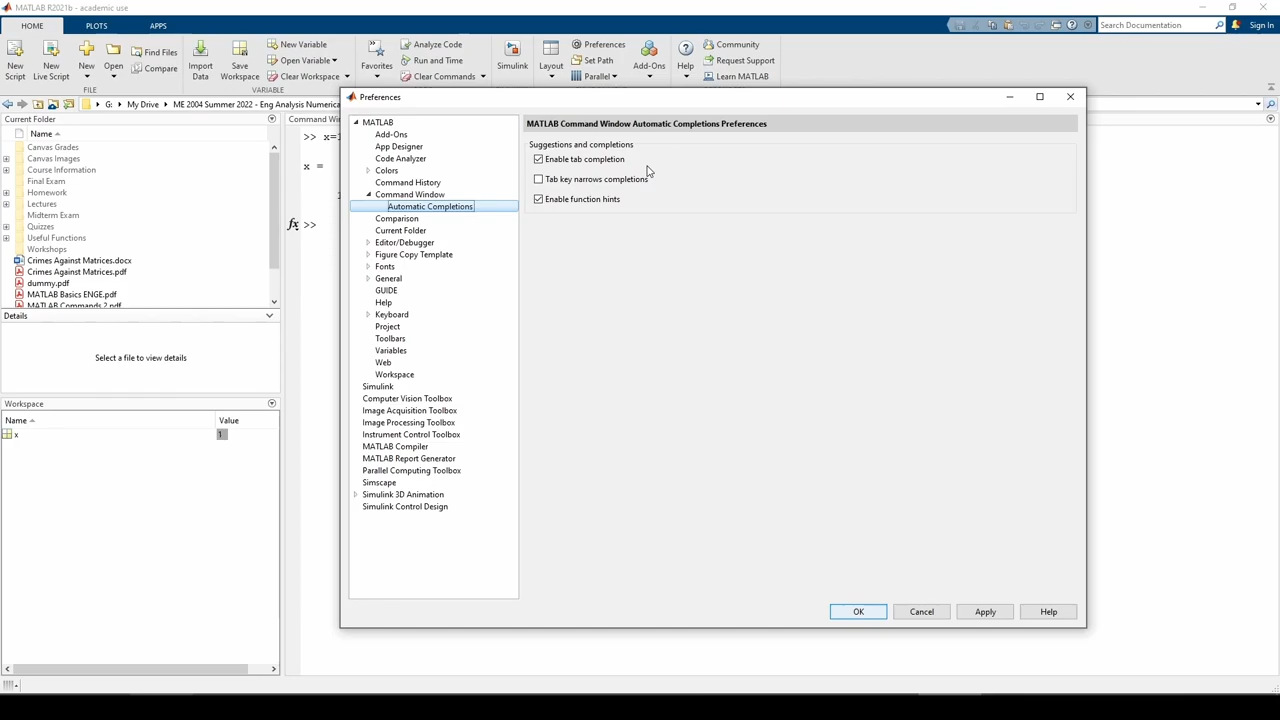 MATLAB R2021b - academic use
HOME PLOTS APPS
Search Documentation
Sign In
New Script
New Live Script
New
Open
Find Files
Compare
FILE
Import Data
Save Workspace
New Variable
Open Variable
Clear Workspace
VARIABLE
Favorites
Analyze Code
Run and Time
Clear Commands
Simulink
Layout
Preferences
Set Path
Parallel
Add-Ons
Help
Community
Request Support
Learn MATLAB
G: My Drive ME 2004 Summer 2022 - Eng Analysis Numerica
Current Folder
Name
Canvas Grades
Canvas Images
Course Information
Final Exam
Homework
Lectures
Midterm Exam
Quizzes
Useful Functions
Workshops
Crimes Against Matrices.docx
Crimes Against Matrices.pdf
dummy.pdf
MATLAB Basics ENGE.pdf
MATLAB Commands 2.pdf
Details
Select a file to view details
Workspace
Name Value
x 1
Command Wi
>> x=1
x =
fx >>
Preferences
MATLAB
Add-Ons
App Designer
Code Analyzer
Colors
Command History
Command Window
Automatic Completions
Comparison
Current Folder
Editor/Debugger
Figure Copy Template
Fonts
General
GUIDE
Help
Keyboard
Project
Toolbars
Variables
Web
Workspace
Simulink
Computer Vision Toolbox
Image Acquisition Toolbox
Image Processing Toolbox
Instrument Control Toolbox
MATLAB Compiler
MATLAB Report Generator
Parallel Computing Toolbox
Simscape
Simulink 3D Animation
Simulink Control Design
MATLAB Command Window Automatic Completions Preferences
Suggestions and completions
Enable tab completion
Tab key narrows completions
Enable function hints
OK Cancel Apply Help